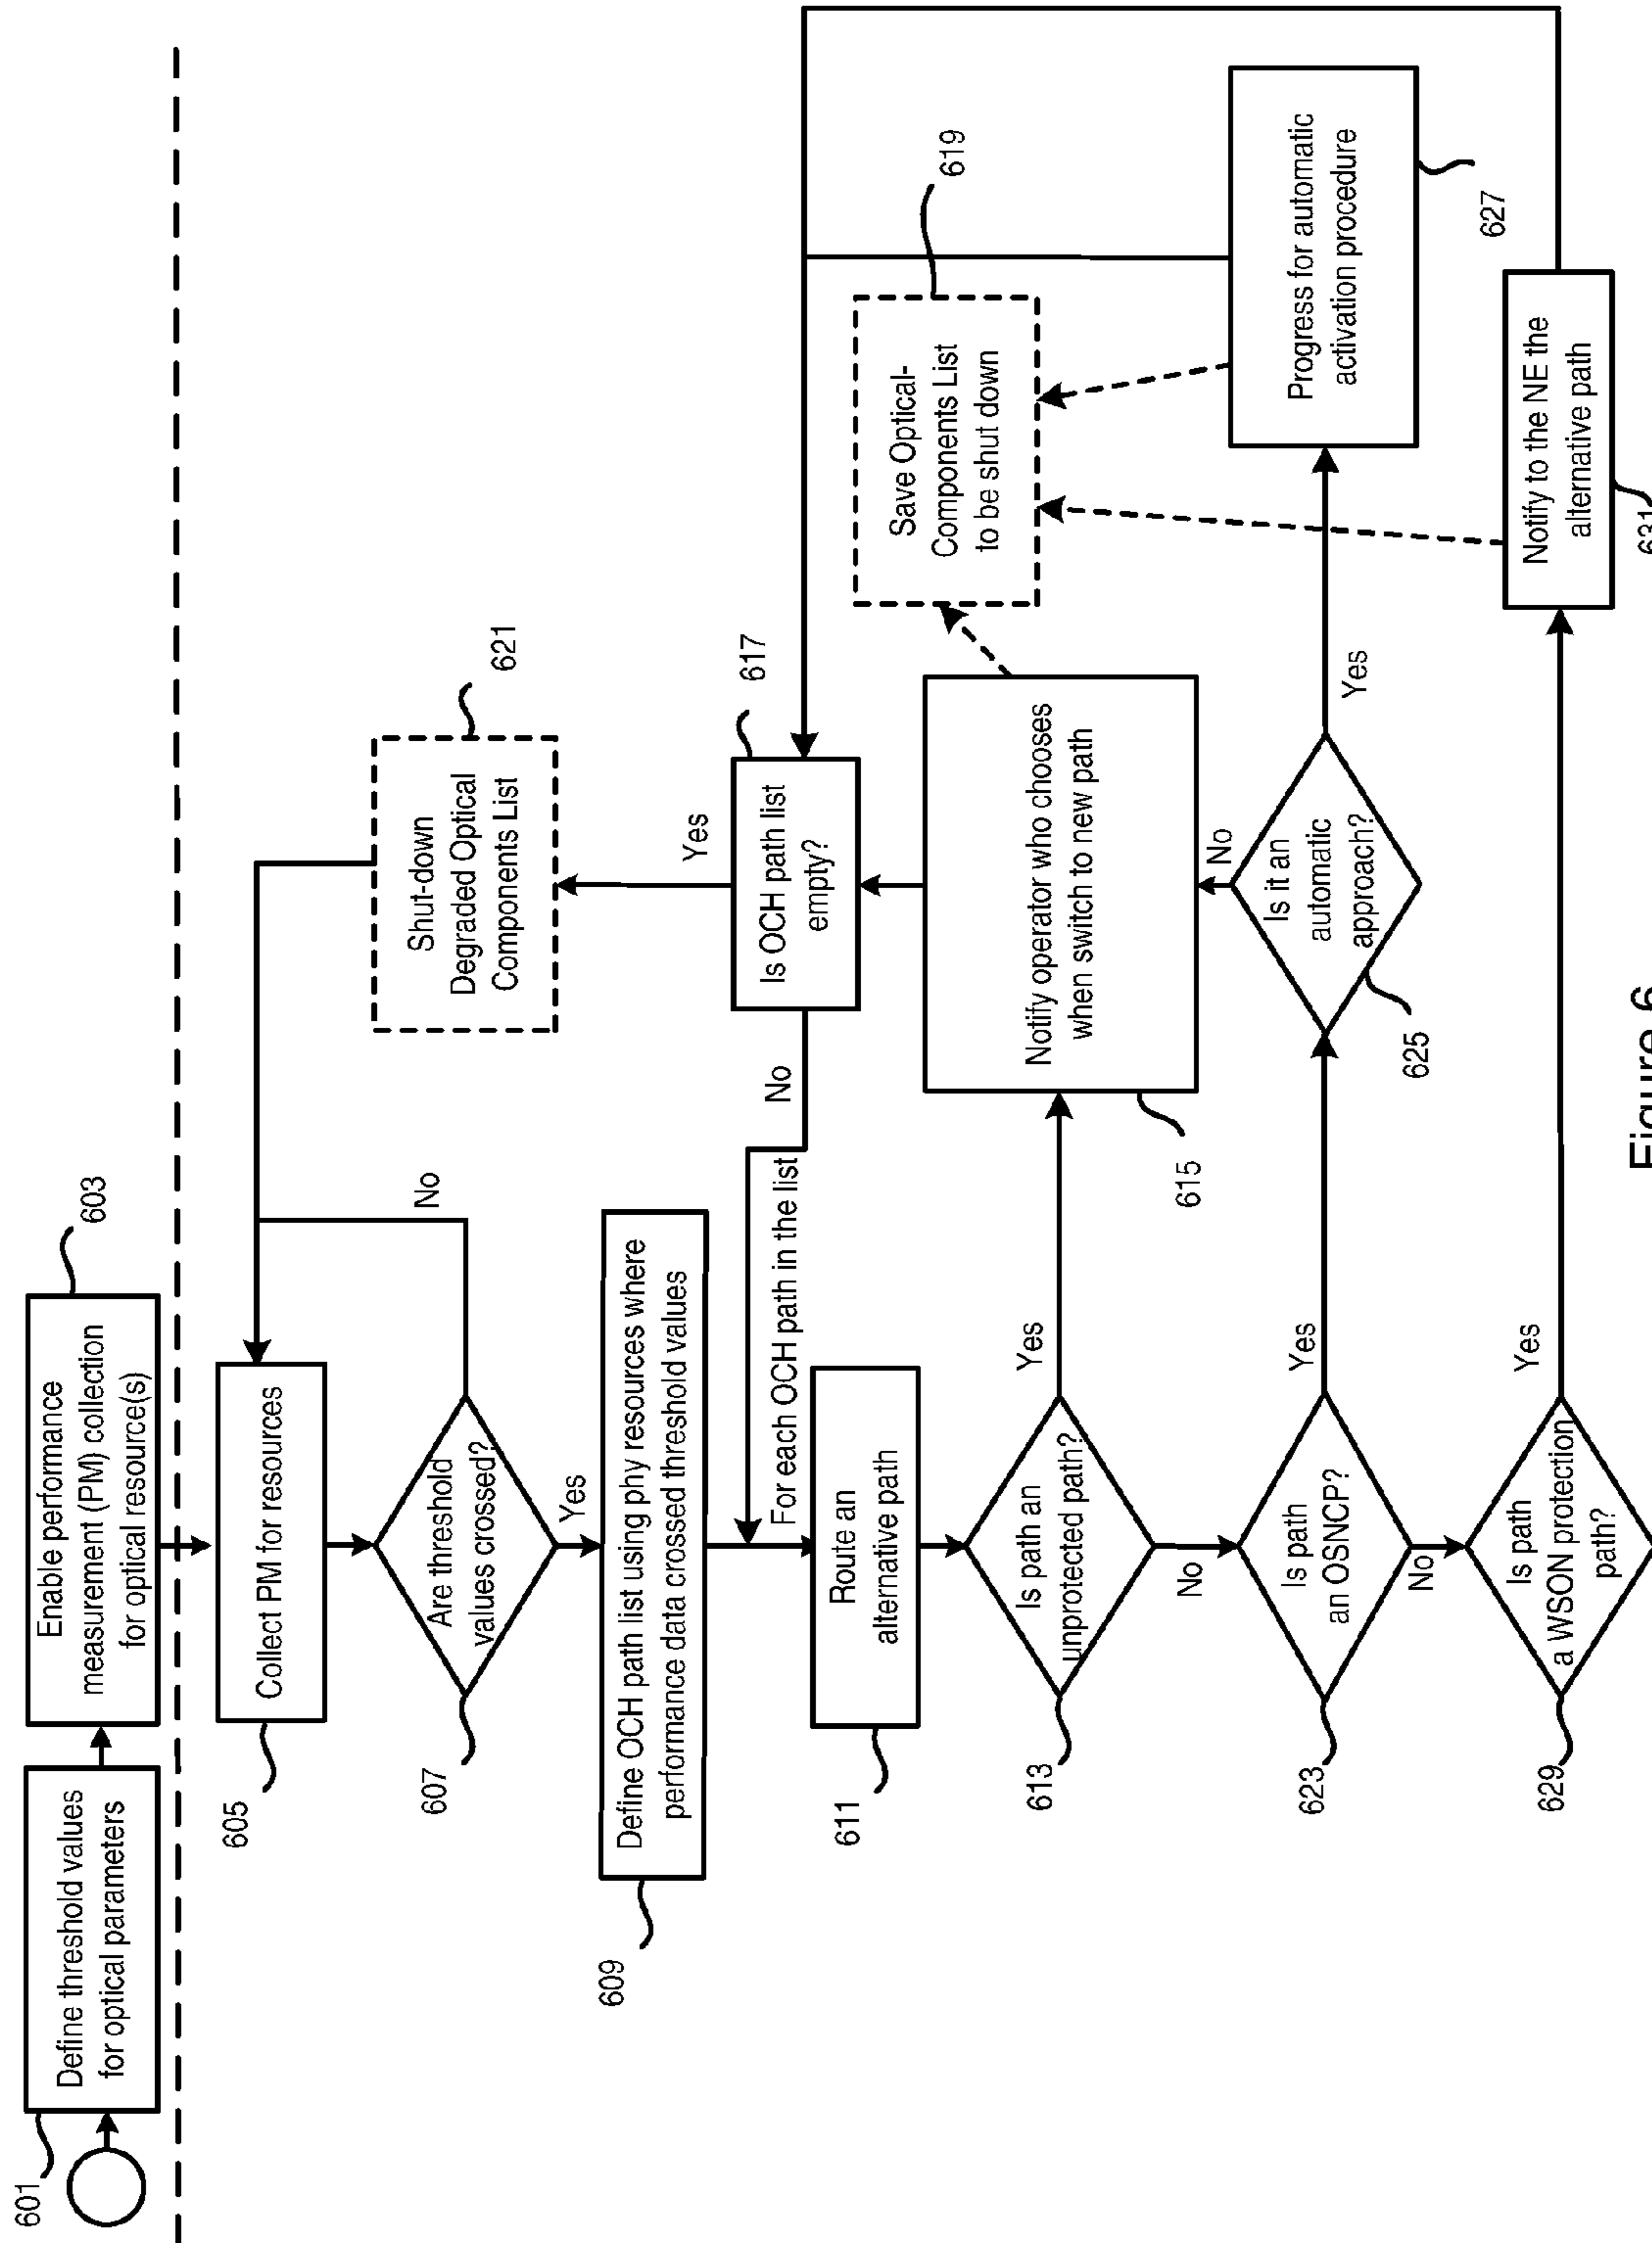 601
Define threshold values
for optical parameters
Enable performance
measurement (PM) collection
for optical resource(s)
603
605
Collect PM for resources
607
Are threshold
values crossed?
No
Yes
609
Define OCH path list using phy resources where
performance data crossed threshold values
For each OCH path in the list
611
Route an
alternative path
613
Is path an
unprotected path?
Yes
No
623
Is path
an OSNCP?
Yes
No
629
Is path
a WSON protection
path?
Yes
615
Notify operator who chooses
when switch to new path
625
Is it an
automatic
approach?
No
Yes
617
Is OCH path list
empty?
No
Yes
621
Shut-down
Degraded Optical
Components List
619
Save Optical-
Components List
to be shut down
627
Progress for automatic
activation procedure
631
Notify to the NE the
alternative path
Figure 6